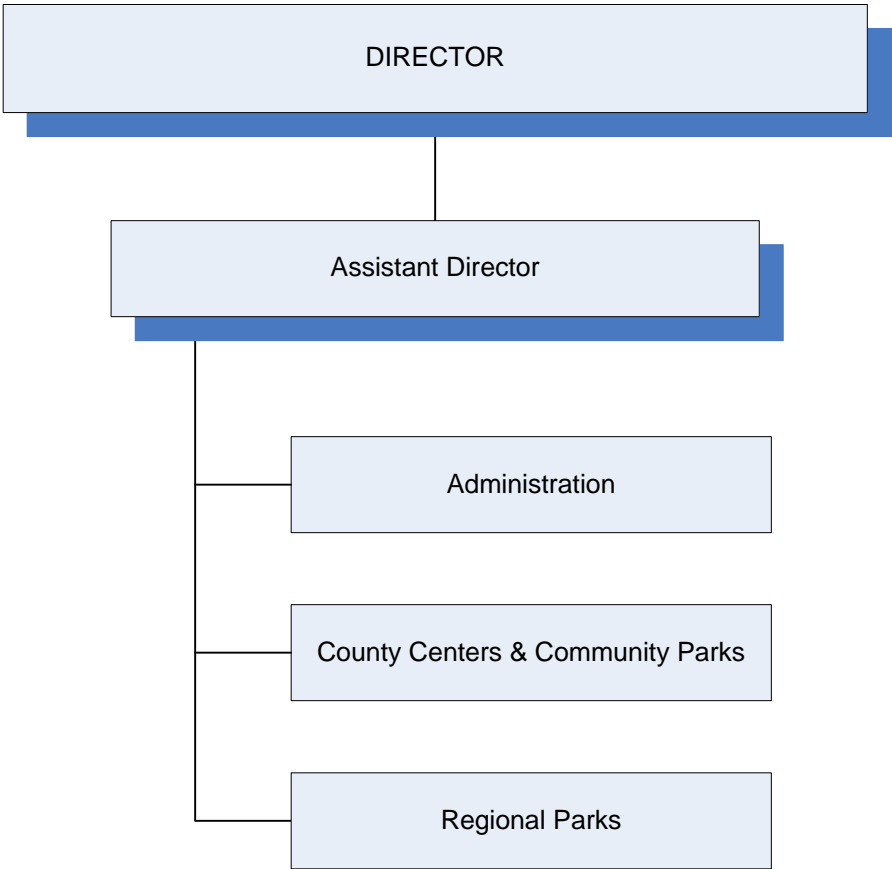 DIRECTOR
Assistant Director
Administration
County Centers & Community Parks
Regional Parks